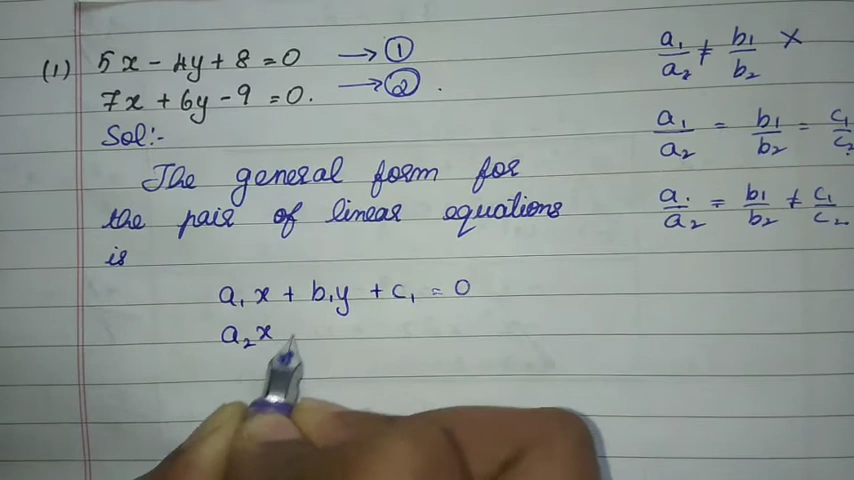 (1) 5x - 4y + 8 = 0 → ①
7x + 6y - 9 = 0. → ② .
Sol:-
The general form for
the pair of linear equations
is
a₁x + b₁y + c₁ = 0
a₂x
a₁/a₂ ≠ b₁/b₂ ×
a₁/a₂ = b₁/b₂ = c₁/c₂
a₁/a₂ = b₁/b₂ ≠ c₁/c₂